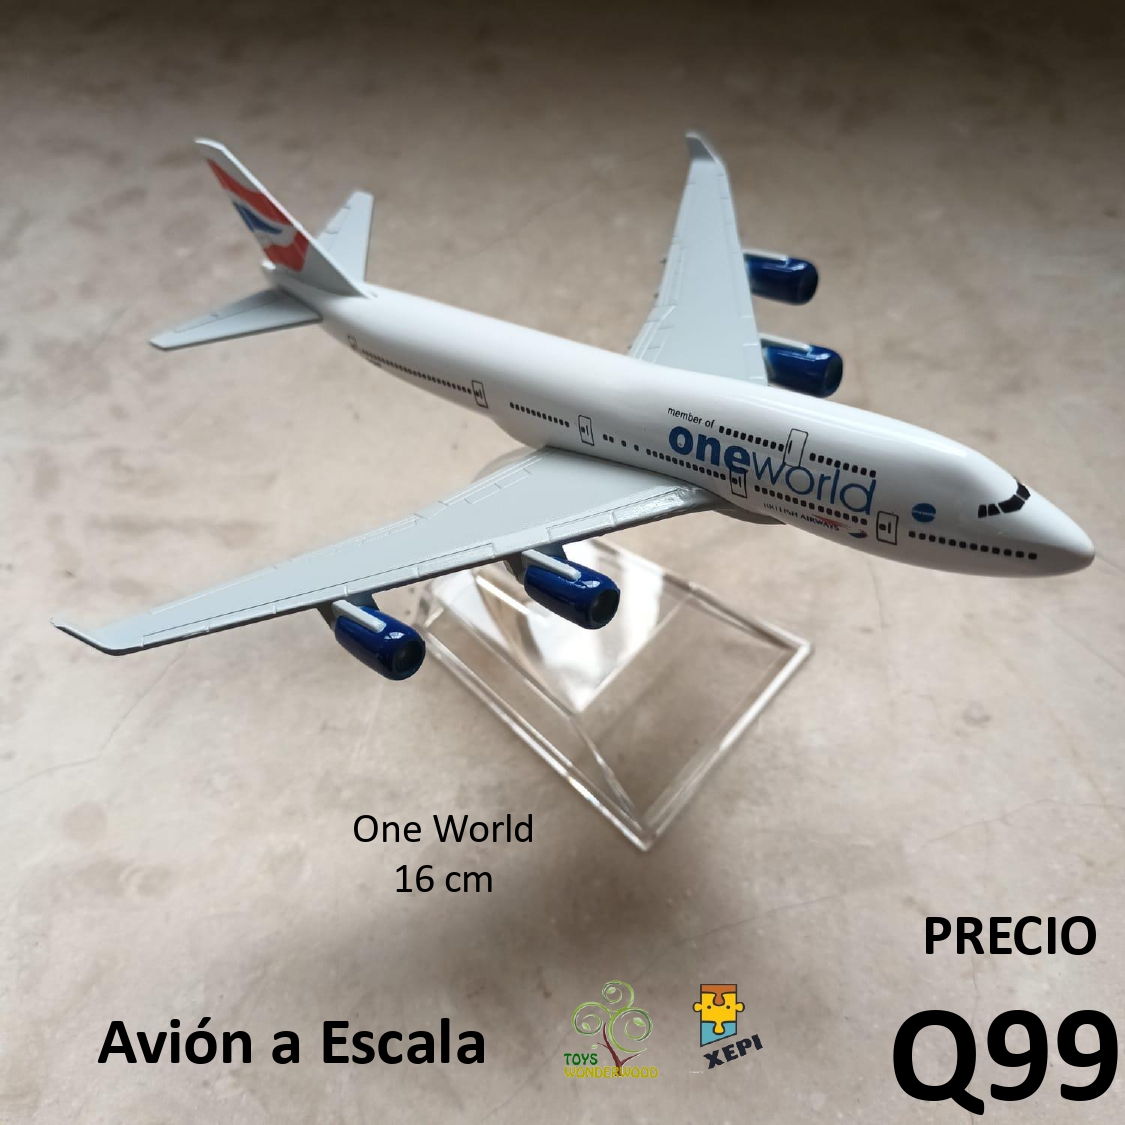 member of
oneworld
BRITISH AIRWAYS
One World
16 cm
PRECIO
Avión a Escala
TOYS
WONDERWOOD
XEPI
Q99